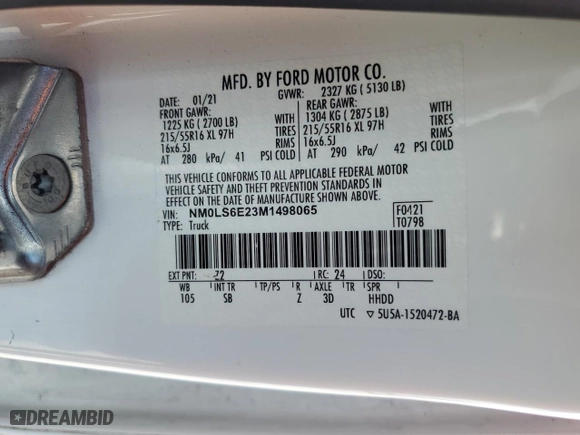 MFD. BY FORD MOTOR CO.
DATE: 01/21 GVWR: 2327 KG ( 5130 LB)
FRONT GAWR: REAR GAWR:
1225 KG ( 2700 LB) WITH 1304 KG ( 2875 LB) WITH
215/55R16 XL 97H TIRES 215/55R16 XL 97H TIRES
16x6.5J RIMS 16x6.5J RIMS
AT 280 kPa/ 41 PSI COLD AT 290 kPa/ 42 PSI COLD
THIS VEHICLE CONFORMS TO ALL APPLICABLE FEDERAL MOTOR
VEHICLE SAFETY AND THEFT PREVENTION STANDARDS IN
EFFECT ON THE DATE OF MANUFACTURE SHOWN ABOVE.
VIN: NM0LS6E23M1498065 F0421
TYPE: Truck T0798
EXT PNT: Z2 RC: 24 DSO:
WB INT TR TP/PS R AXLE TR SPR
105 SB Z 3D HHDD
UTC ▽ 5U5A-1520472-BA
DREAMBID